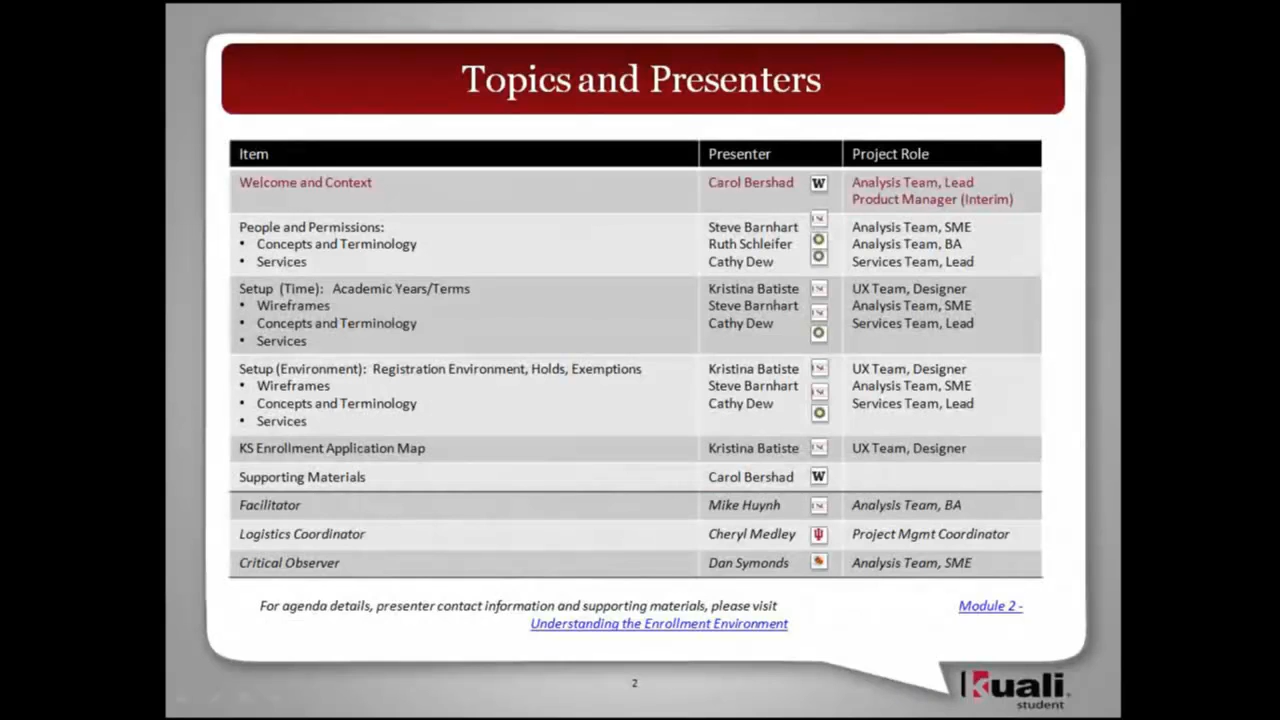 Topics and Presenters
Item Presenter Project Role
Welcome and Context Carol Bershad W Analysis Team, Lead
Product Manager (Interim)
People and Permissions: Steve Barnhart Analysis Team, SME
• Concepts and Terminology Ruth Schleifer Analysis Team, BA
• Services Cathy Dew Services Team, Lead
Setup (Time): Academic Years/Terms Kristina Batiste UX Team, Designer
• Wireframes Steve Barnhart Analysis Team, SME
• Concepts and Terminology Cathy Dew Services Team, Lead
• Services
Setup (Environment): Registration Environment, Holds, Exemptions Kristina Batiste UX Team, Designer
• Wireframes Steve Barnhart Analysis Team, SME
• Concepts and Terminology Cathy Dew Services Team, Lead
• Services
KS Enrollment Application Map Kristina Batiste UX Team, Designer
Supporting Materials Carol Bershad W
Facilitator Mike Huynh Analysis Team, BA
Logistics Coordinator Cheryl Medley Project Mgmt Coordinator
Critical Observer Dan Symonds Analysis Team, SME
For agenda details, presenter contact information and supporting materials, please visit Module 2 -
Understanding the Enrollment Environment
2
Kuali
student